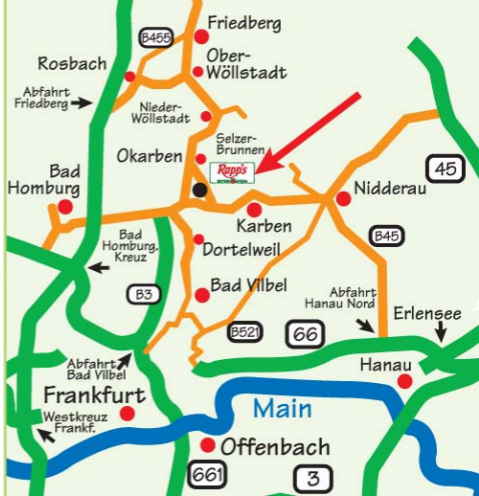 Friedberg
B455
Ober-
Wöllstadt
Rosbach
Abfahrt
Friedberg
Nieder-
Wöllstadt
Selzer-
Brunnen
Okarben
Rapp's
Bad
Homburg
45
Nidderau
Karben
Bad
Homburg.
Kreuz
Dortelweil
B45
B3
Bad Vilbel
Abfahrt
Hanau Nord
Erlensee
B521
66
Abfahrt
Bad Vilbel
Hanau
Frankfurt
Westkreuz
Frankf.
Main
Offenbach
661
3